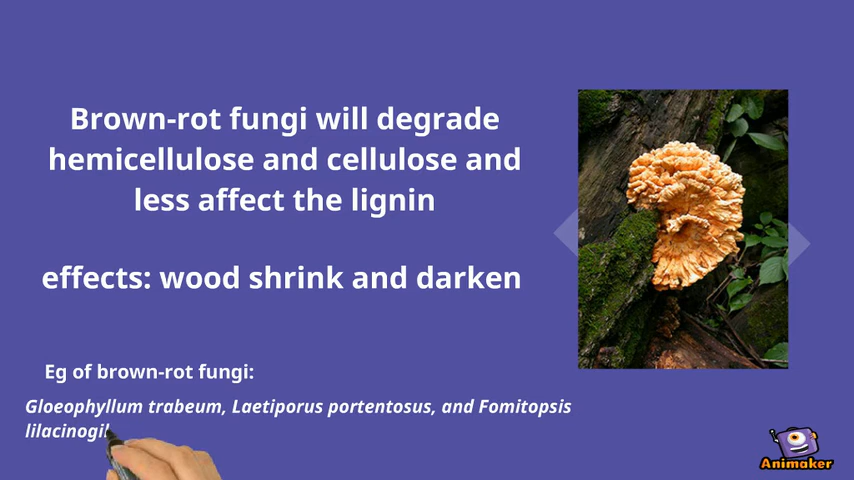 Brown-rot fungi will degrade
hemicellulose and cellulose and
less affect the lignin
effects: wood shrink and darken
Eg of brown-rot fungi:
Gloeophyllum trabeum, Laetiporus portentosus, and Fomitopsis
lilacinogil
Animaker